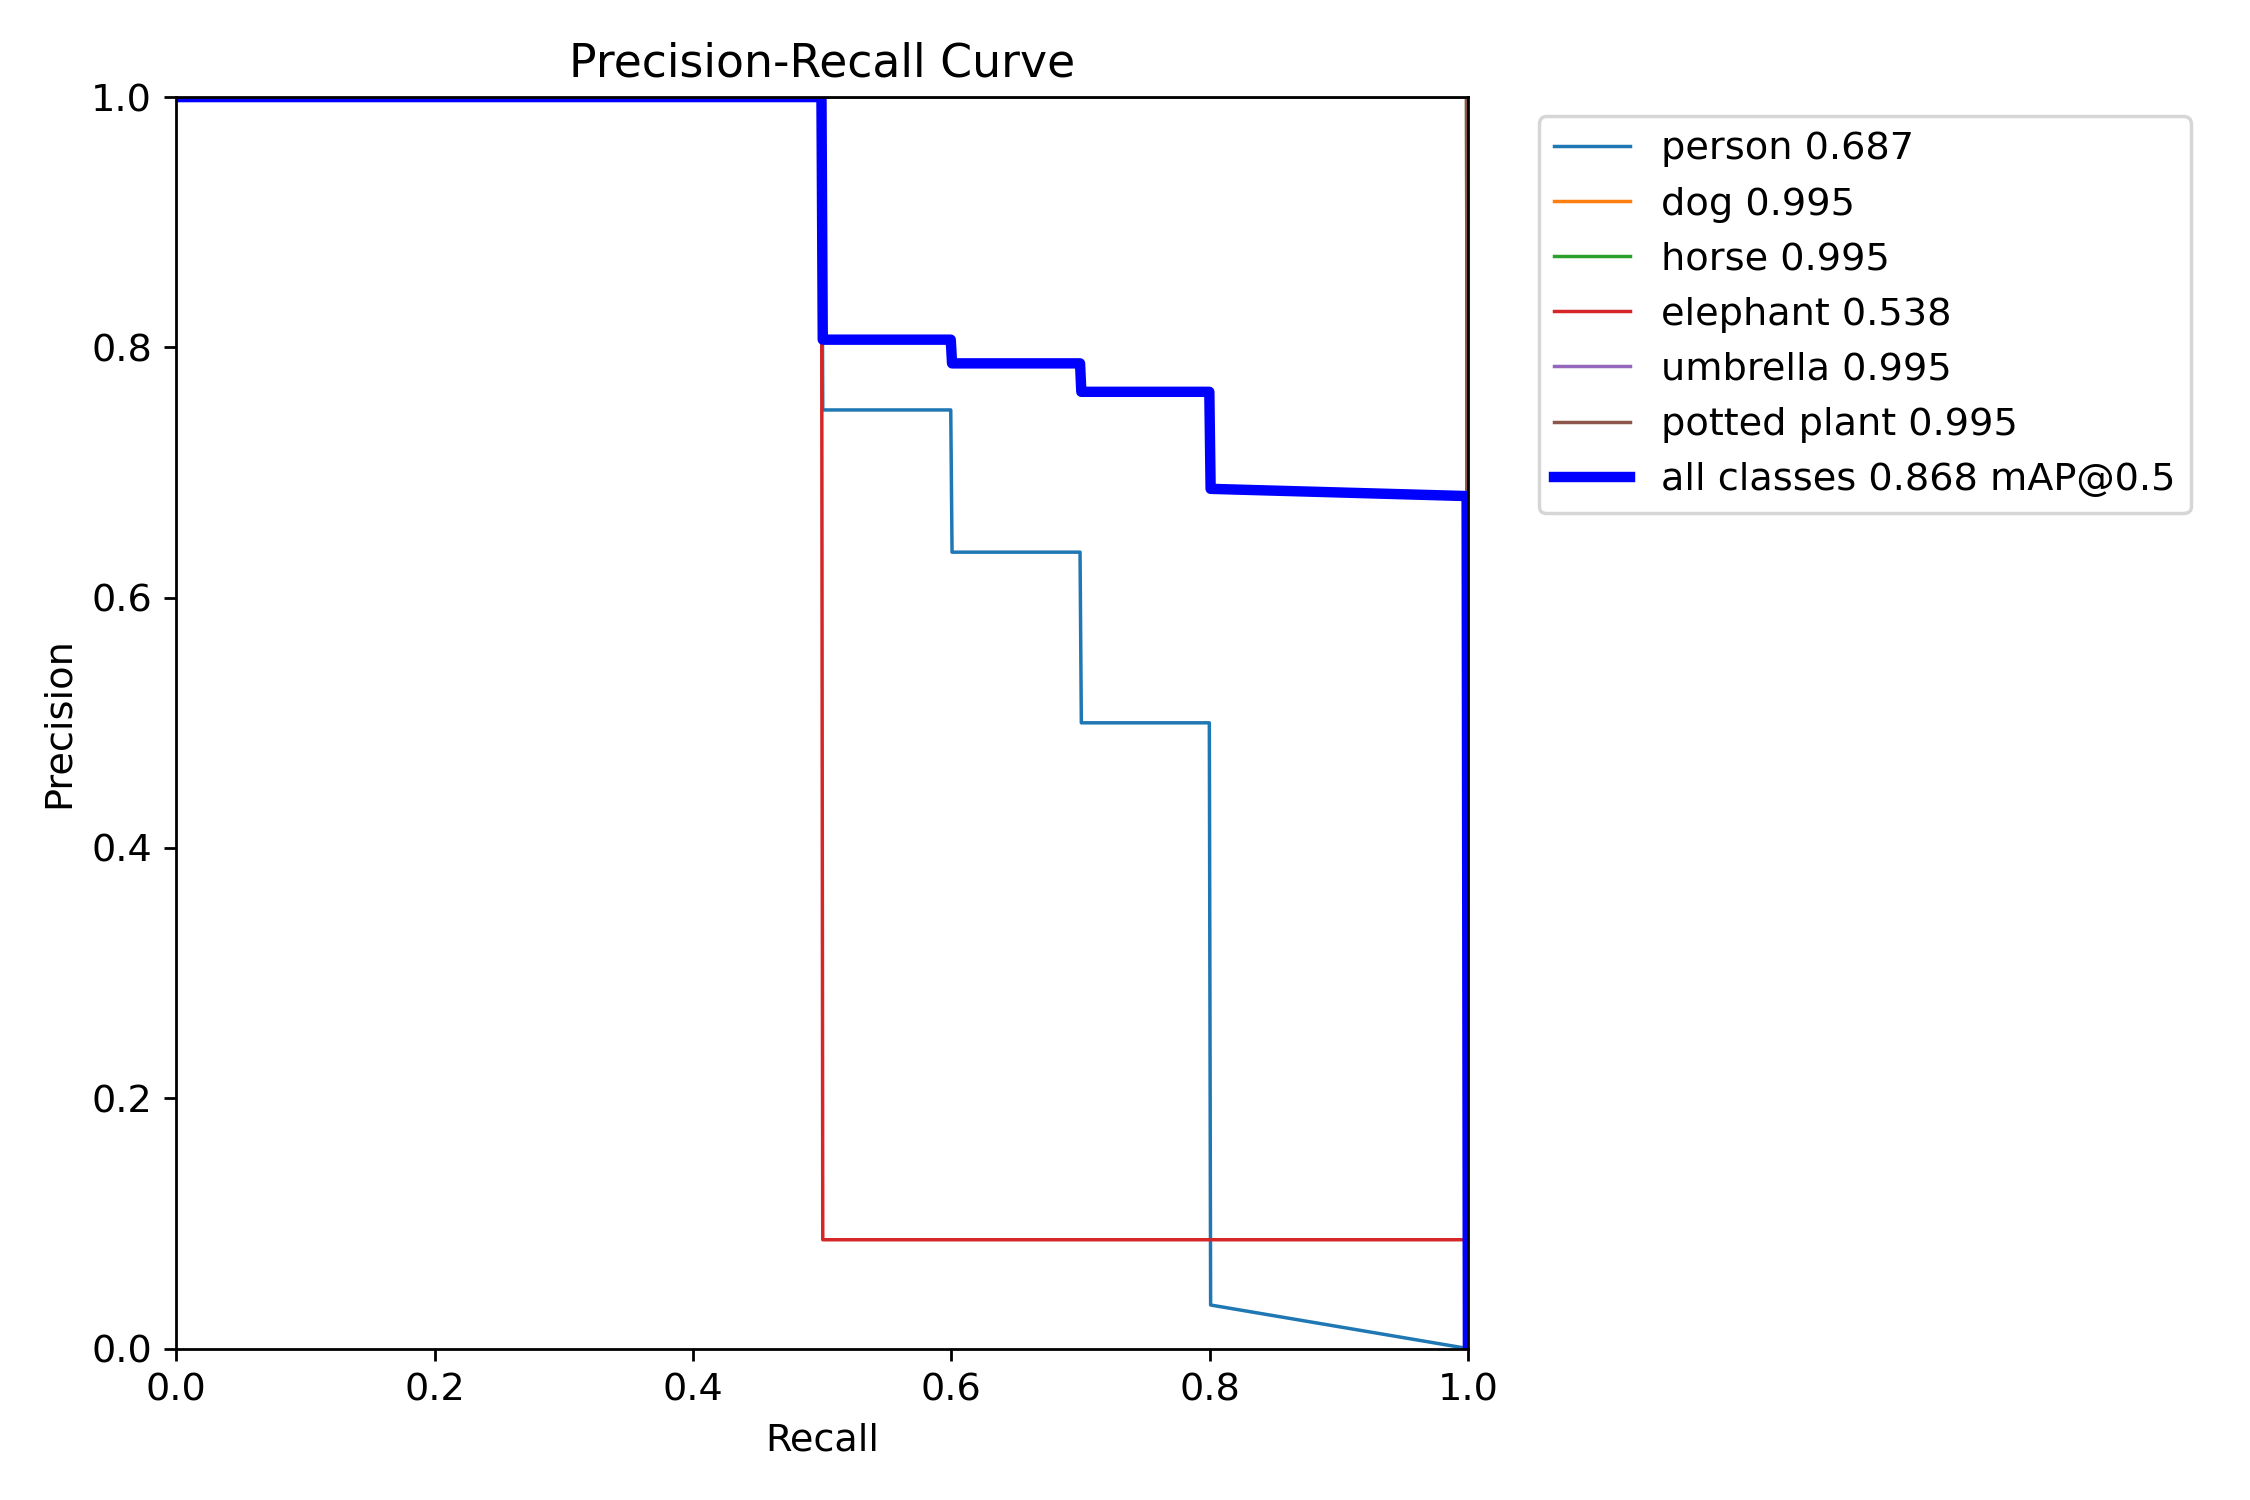 Precision-Recall Curve
1.0
0.8
0.6
0.4
0.2
0.0
Precision
0.0 0.2 0.4 0.6 0.8 1.0
Recall
person 0.687
dog 0.995
horse 0.995
elephant 0.538
umbrella 0.995
potted plant 0.995
all classes 0.868 mAP@0.5